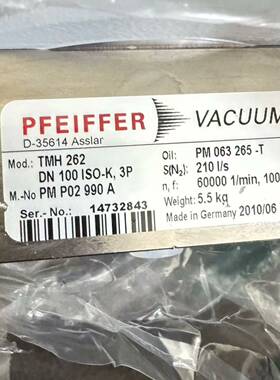 PFEIFFER VACUUM
D-35614 Asslar
Mod.: TMH 262
DN 100 ISO-K, 3P
M.-No PM P02 990 A
Ser.-No.: 14732843
Oil: PM 063 265 -T
S(N₂) : 210 l/s
n, f: 60000 1/min, 100
Weight: 5.5 kg
Made in Germany 2010/06